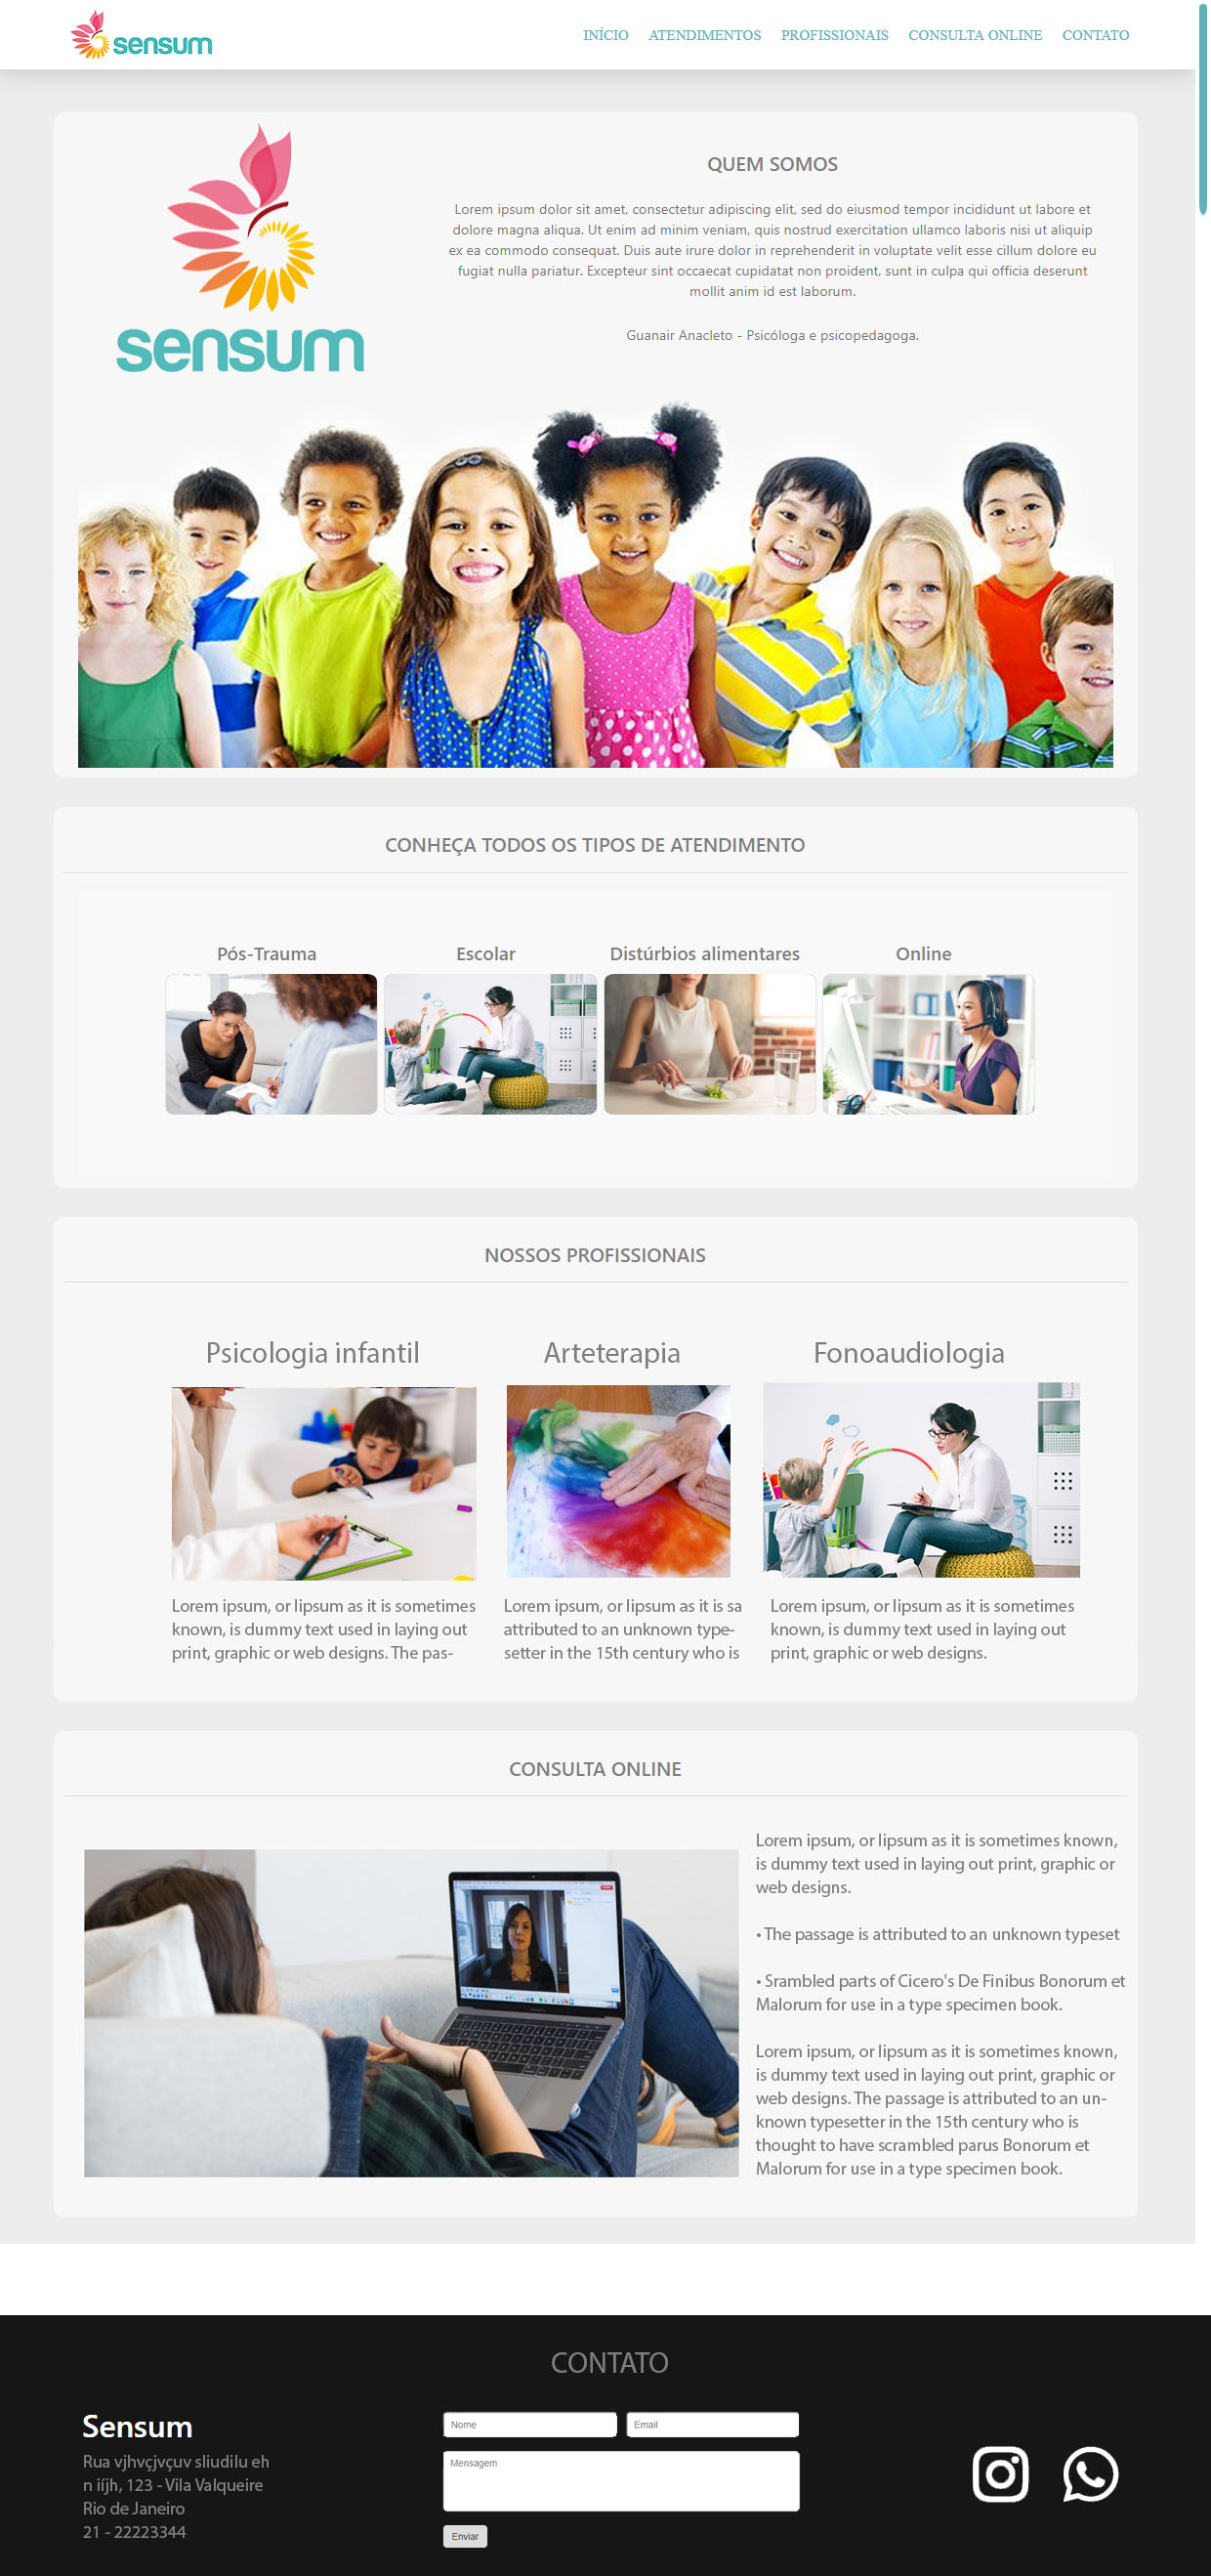 sensum
INÍCIO ATENDIMENTOS PROFISSIONAIS CONSULTA ONLINE CONTATO
sensum
QUEM SOMOS
Lorem ipsum dolor sit amet, consectetur adipiscing elit, sed do eiusmod tempor incididunt ut labore et
dolore magna aliqua. Ut enim ad minim veniam, quis nostrud exercitation ullamco laboris nisi ut aliquip
ex ea commodo consequat. Duis aute irure dolor in reprehenderit in voluptate velit esse cillum dolore eu
fugiat nulla pariatur. Excepteur sint occaecat cupidatat non proident, sunt in culpa qui officia deserunt
mollit anim id est laborum.
Guanair Anacleto - Psicóloga e psicopedagoga.
CONHEÇA TODOS OS TIPOS DE ATENDIMENTO
Pós-Trauma
Escolar
Distúrbios alimentares
Online
NOSSOS PROFISSIONAIS
Psicologia infantil
Lorem ipsum, or lipsum as it is sometimes
known, is dummy text used in laying out
print, graphic or web designs. The pas-
Arteterapia
Lorem ipsum, or lipsum as it is sa
attributed to an unknown type-
setter in the 15th century who is
Fonoaudiologia
Lorem ipsum, or lipsum as it is sometimes
known, is dummy text used in laying out
print, graphic or web designs.
CONSULTA ONLINE
Lorem ipsum, or lipsum as it is sometimes known,
is dummy text used in laying out print, graphic or
web designs.
• The passage is attributed to an unknown typeset
• Srambled parts of Cicero's De Finibus Bonorum et
Malorum for use in a type specimen book.
Lorem ipsum, or lipsum as it is sometimes known,
is dummy text used in laying out print, graphic or
web designs. The passage is attributed to an un-
known typesetter in the 15th century who is
thought to have scrambled parus Bonorum et
Malorum for use in a type specimen book.
CONTATO
Sensum
Rua vjhvçjvçuv sliudilu eh
n iíjh, 123 - Vila Valqueire
Rio de Janeiro
21 - 22223344
Nome
Email
Mensagem
Enviar